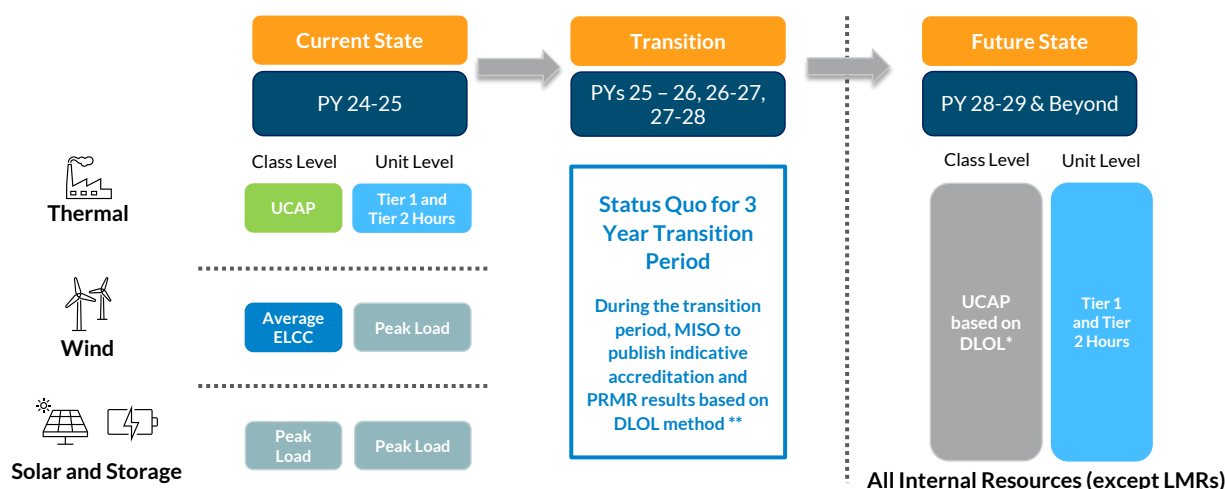 Current State
Transition
Future State
PY 24-25
PYs 25 – 26, 26-27,
27-28
PY 28-29 & Beyond
Class Level
Unit Level
Class Level
Unit Level
Thermal
UCAP
Tier 1 and
Tier 2 Hours
Status Quo for 3
Year Transition
Period
During the transition
period, MISO to
publish indicative
accreditation and
PRMR results based on
DLOL method **
Wind
Average
ELCC
Peak Load
UCAP
based on
DLOL*
Tier 1
and Tier
2 Hours
Solar and Storage
Peak
Load
Peak Load
All Internal Resources (except LMRs)